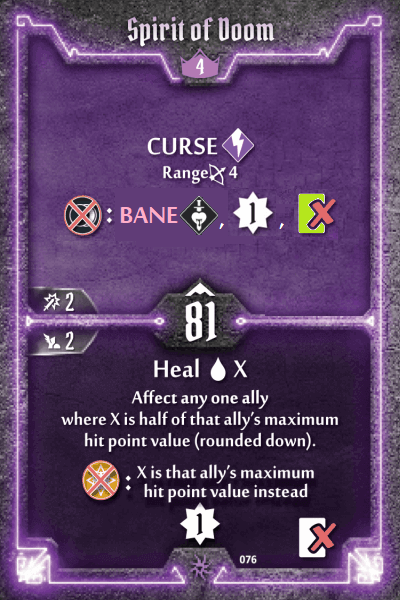 Spirit of Doom
4
CURSE
Range 4
: BANE , 1 ,
2
81
2
Heal X
Affect any one ally
where X is half of that ally's maximum
hit point value (rounded down).
: X is that ally's maximum
hit point value instead
1
076